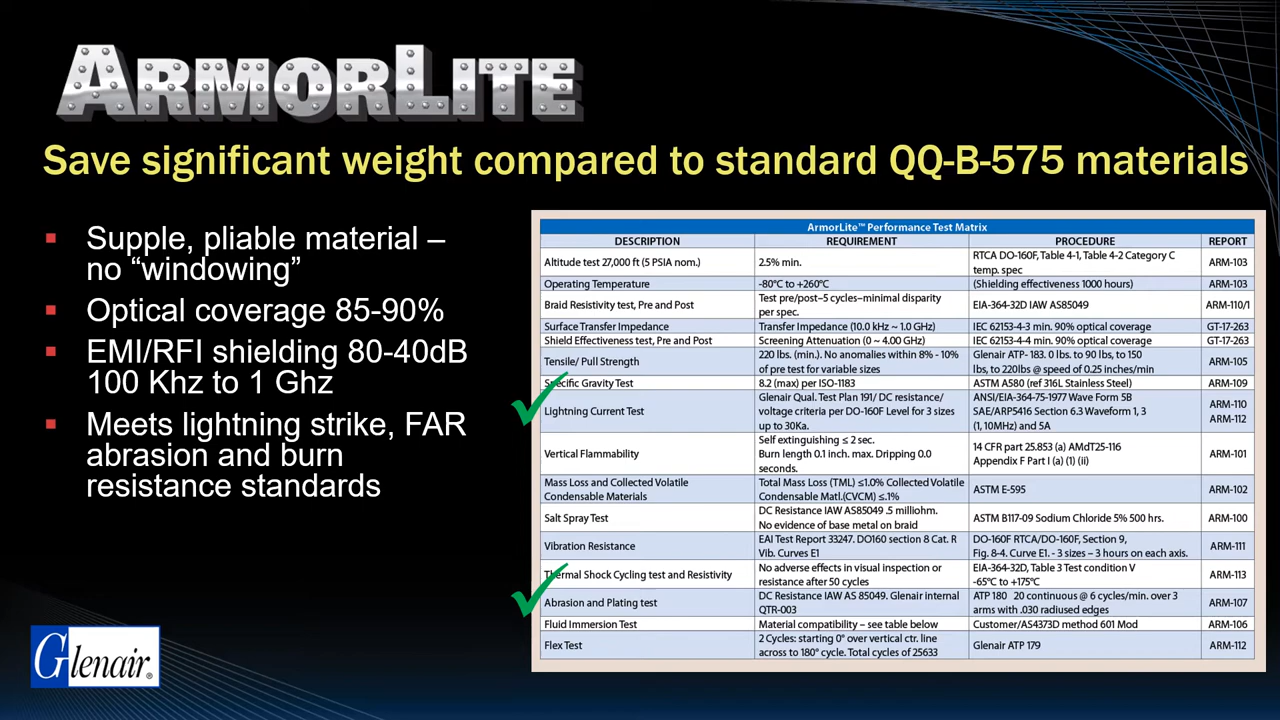 ARMORLITE
Save significant weight compared to standard QQ-B-575 materials
Supple, pliable material –
no “windowing”
Optical coverage 85-90%
EMI/RFI shielding 80-40dB
100 Khz to 1 Ghz
Meets lightning strike, FAR
abrasion and burn
resistance standards
ArmorLite™ Performance Test Matrix
DESCRIPTION REQUIREMENT PROCEDURE REPORT
Altitude test 27,000 ft (5 PSIA nom.) 2.5% min. RTCA DO-160F, Table 4-1, Table 4-2 Category C
temp. spec ARM-103
Operating Temperature -80°C to +260°C (Shielding effectiveness 1000 hours) ARM-103
Braid Resistivity test, Pre and Post Test pre/post–5 cycles–minimal disparity
per spec. EIA-364-32D IAW AS85049 ARM-110/1
Surface Transfer Impedance Transfer Impedance (10.0 kHz ~ 1.0 GHz) IEC 62153-4-3 min. 90% optical coverage GT-17-263
Shield Effectiveness test, Pre and Post Screening Attenuation (0 ~ 4.00 GHz) IEC 62153-4-4 min. 90% optical coverage GT-17-263
Tensile/ Pull Strength 220 lbs. (min.). No anomalies within 8% - 10%
of pre test for variable sizes Glenair ATP- 183. 0 lbs. to 90 lbs, to 150
lbs, to 220lbs @ speed of 0.25 inches/min ARM-105
Specific Gravity Test 8.2 (max) per ISO-1183 ASTM A580 (ref 316L Stainless Steel) ARM-109
Lightning Current Test Glenair Qual. Test Plan 191/ DC resistance/
voltage criteria per DO-160F Level for 3 sizes
up to 30Ka. ANSI/EIA-364-75-1977 Wave Form 5B
SAE/ARP5416 Section 6.3 Waveform 1, 3
(1, 10MHz) and 5A ARM-110
ARM-112
Vertical Flammability Self extinguishing ≤ 2 sec.
Burn length 0.1 inch. max. Dripping 0.0
seconds. 14 CFR part 25.853 (a) AMdT25-116
Appendix F Part I (a) (1) (ii) ARM-101
Mass Loss and Collected Volatile
Condensable Materials Total Mass Loss (TML) ≤1.0% Collected Volatile
Condensable Matl.(CVCM) ≤.1% ASTM E-595 ARM-102
Salt Spray Test DC Resistance IAW AS85049 .5 milliohm.
No evidence of base metal on braid ASTM B117-09 Sodium Chloride 5% 500 hrs. ARM-100
Vibration Resistance EAI Test Report 33247. DO160 section 8 Cat. R
Vib. Curves E1 DO-160F RTCA/DO-160F, Section 9,
Fig. 8-4. Curve E1. - 3 sizes – 3 hours on each axis. ARM-111
Thermal Shock Cycling test and Resistivity No adverse effects in visual inspection or
resistance after 50 cycles EIA-364-32D, Table 3 Test condition V
-65°C to +175°C ARM-113
Abrasion and Plating test DC Resistance IAW AS 85049. Glenair internal
QTR-003 ATP 180 20 continuous @ 6 cycles/min. over 3
arms with .030 radiused edges ARM-107
Fluid Immersion Test Material compatibility – see table below Customer/AS4373D method 601 Mod ARM-106
Flex Test 2 Cycles: starting 0° over vertical ctr. line
across to 180° cycle. Total cycles of 25633 Glenair ATP 179 ARM-112
Glenair®